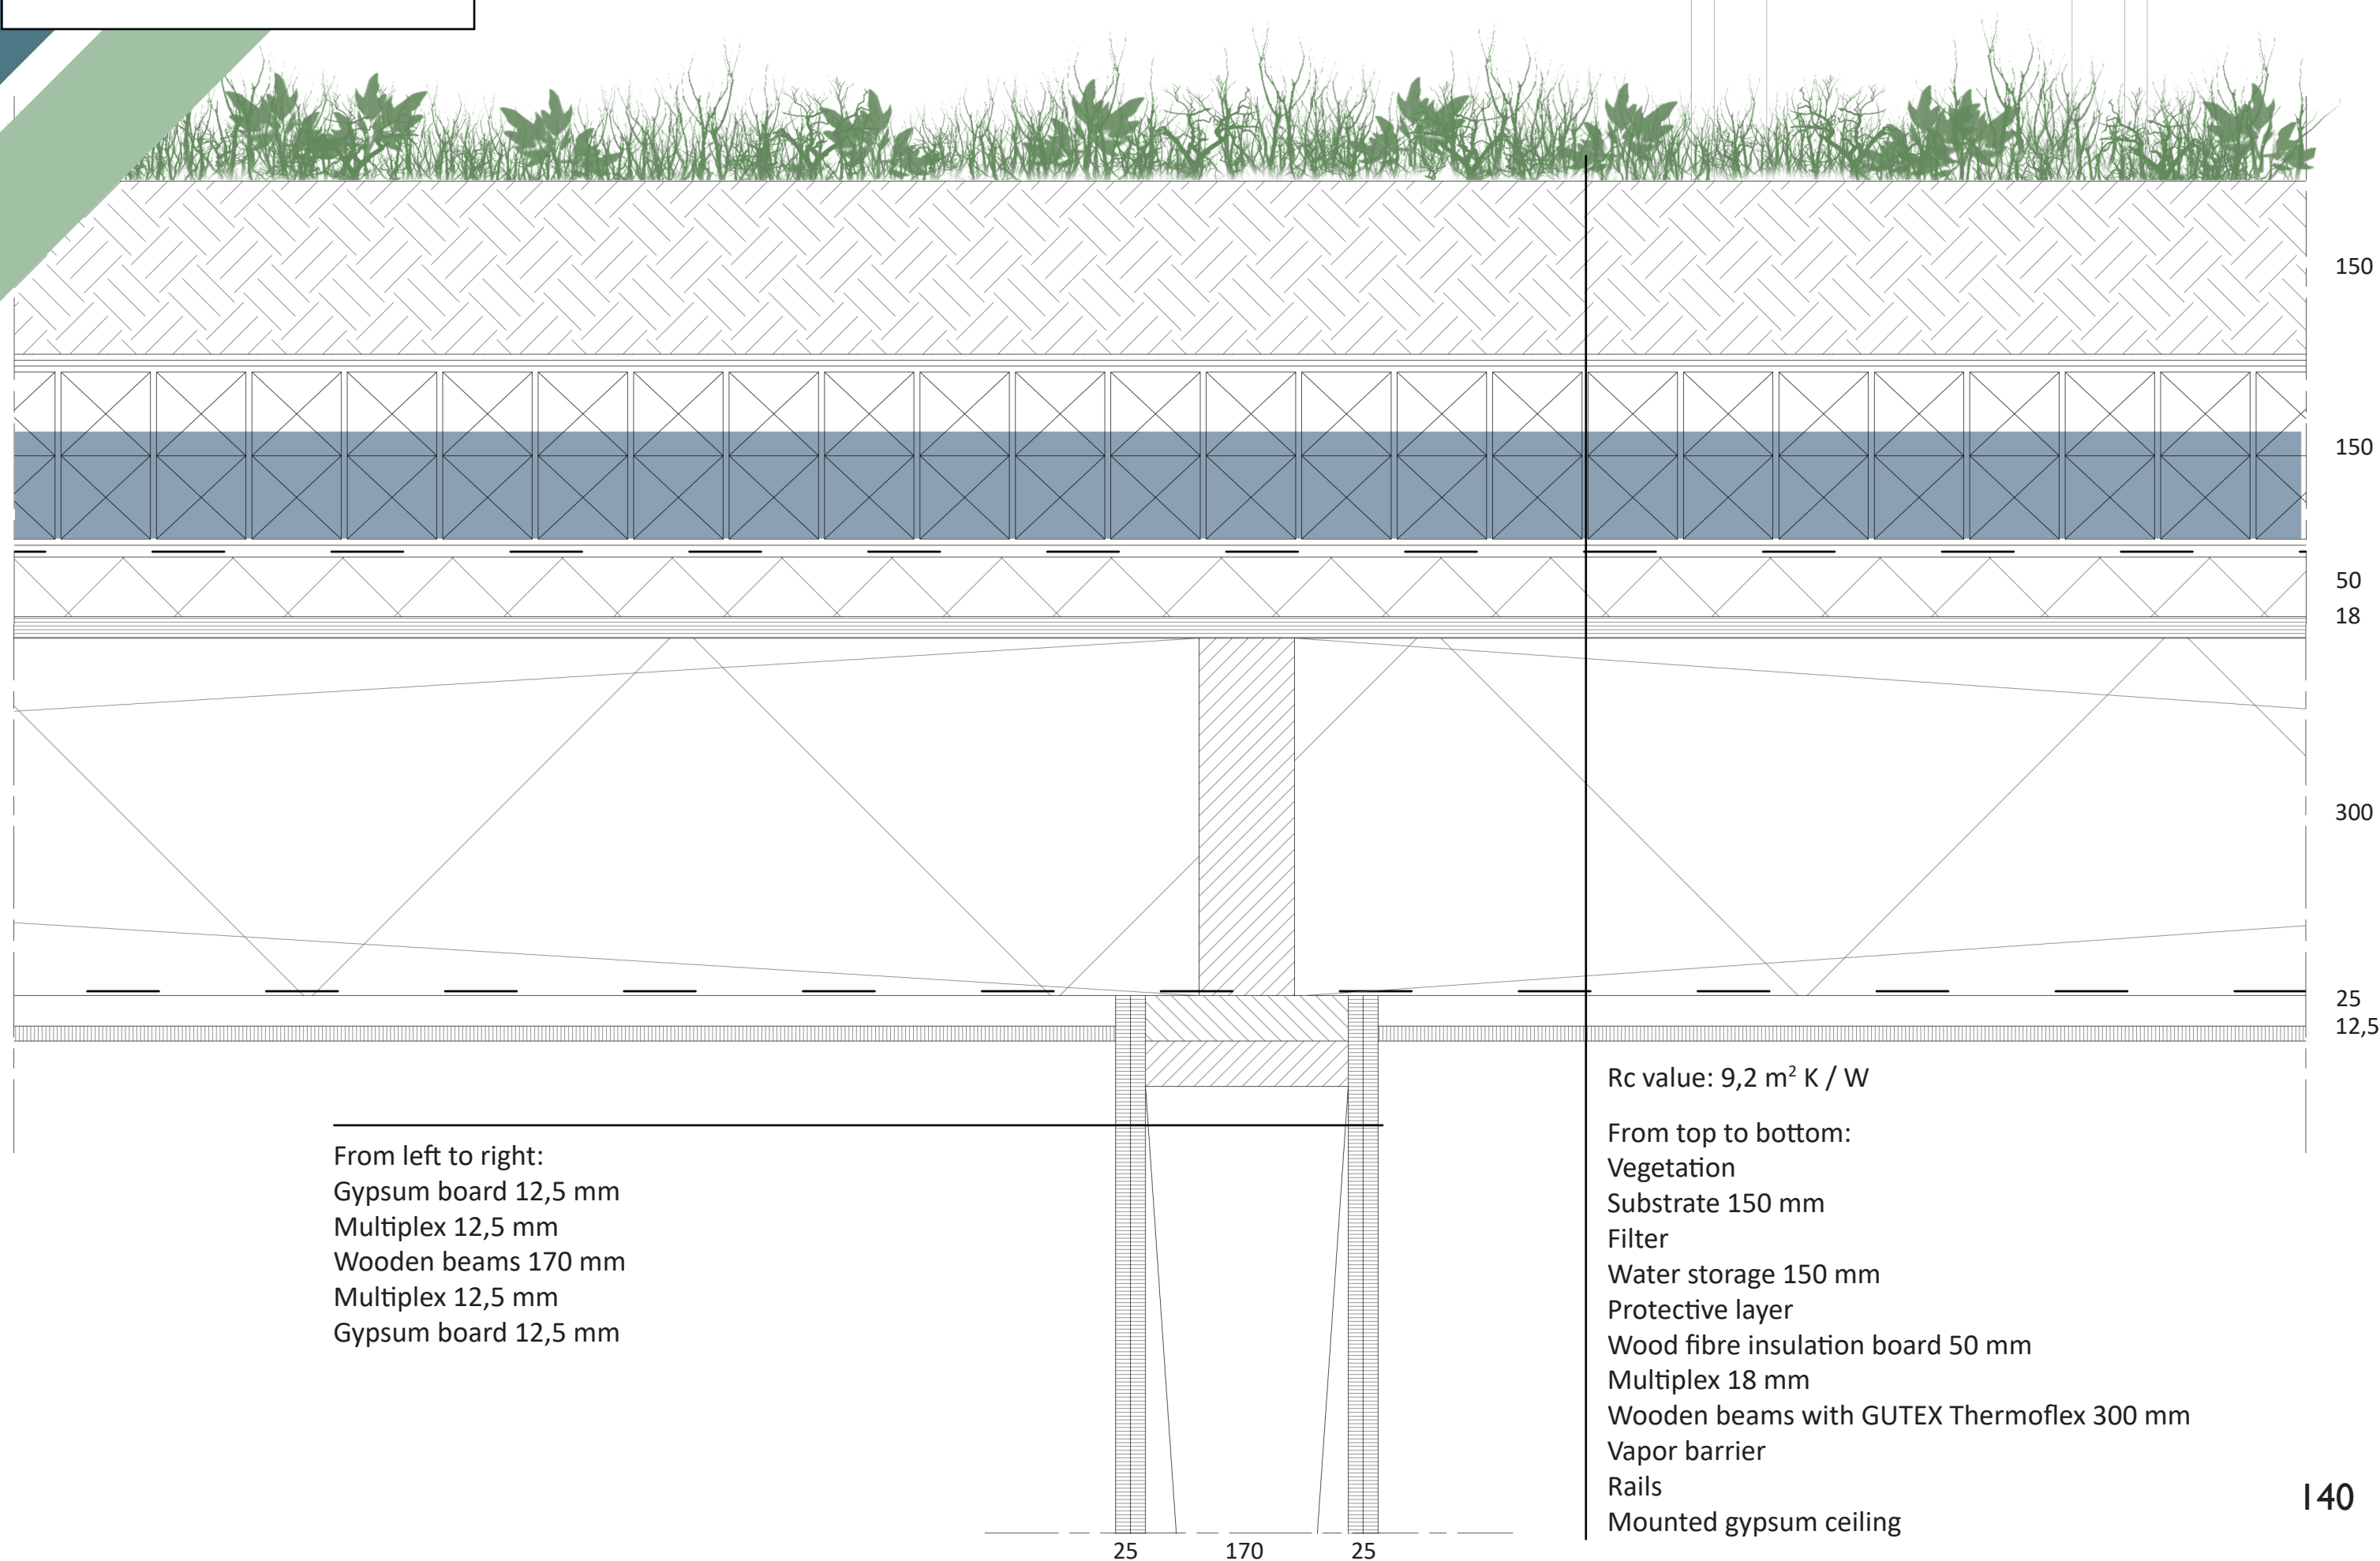 150
150
50
18
300
25
12,5
Rc value: 9,2 m² K / W
From top to bottom:
Vegetation
Substrate 150 mm
Filter
Water storage 150 mm
Protective layer
Wood fibre insulation board 50 mm
Multiplex 18 mm
Wooden beams with GUTEX Thermoflex 300 mm
Vapor barrier
Rails
Mounted gypsum ceiling
From left to right:
Gypsum board 12,5 mm
Multiplex 12,5 mm
Wooden beams 170 mm
Multiplex 12,5 mm
Gypsum board 12,5 mm
25 170 25
140